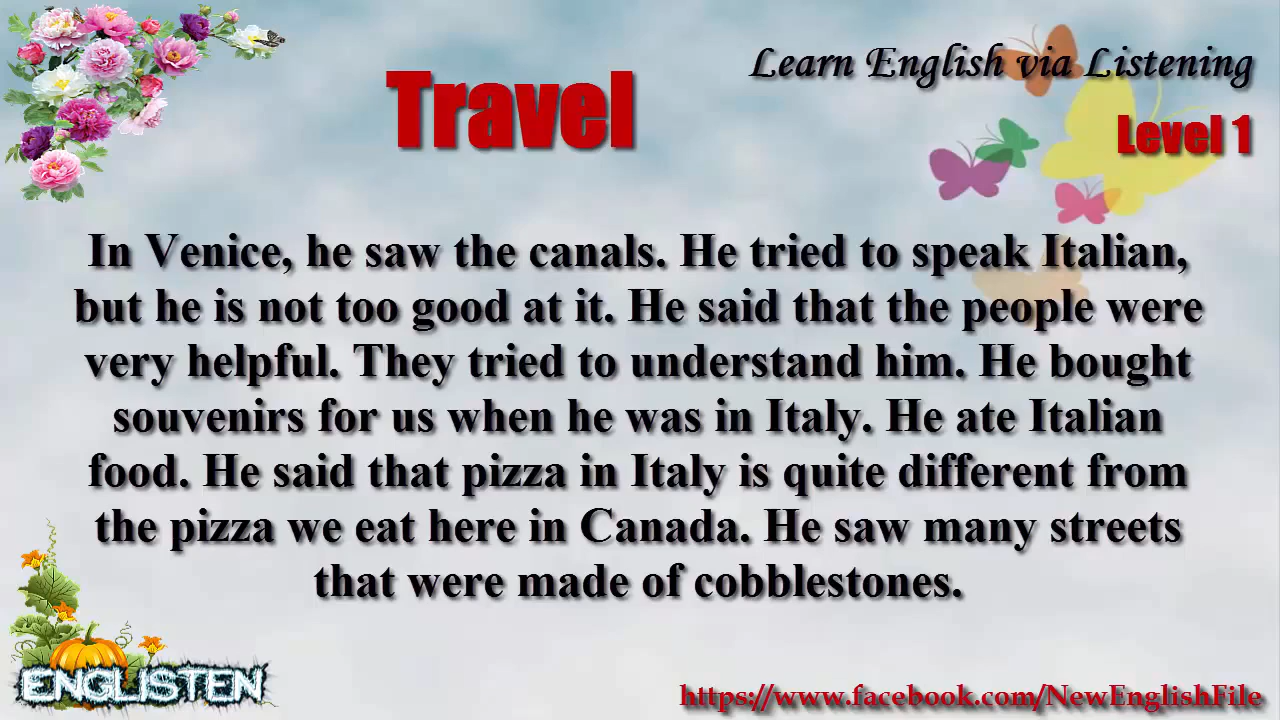 Learn English via Listening
Travel
Level 1
In Venice, he saw the canals. He tried to speak Italian,
but he is not too good at it. He said that the people were
very helpful. They tried to understand him. He bought
souvenirs for us when he was in Italy. He ate Italian
food. He said that pizza in Italy is quite different from
the pizza we eat here in Canada. He saw many streets
that were made of cobblestones.
ENGLISTEN
https://www.facebook.com/NewEnglishFile